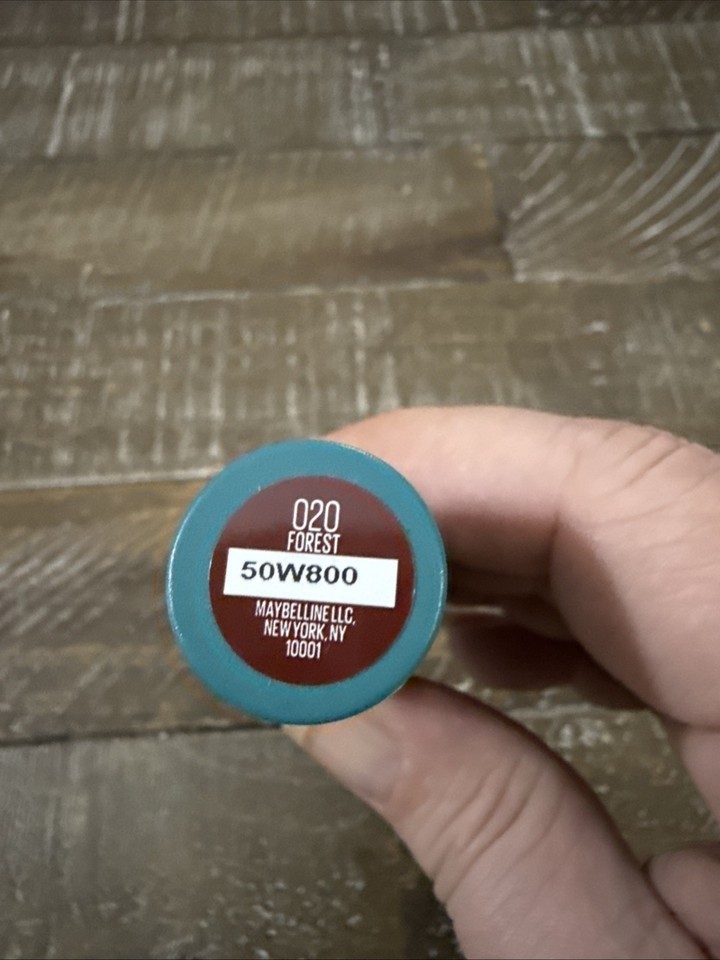 020
FOREST
50W800
MAYBELLINE LLC,
NEW YORK, NY
10001